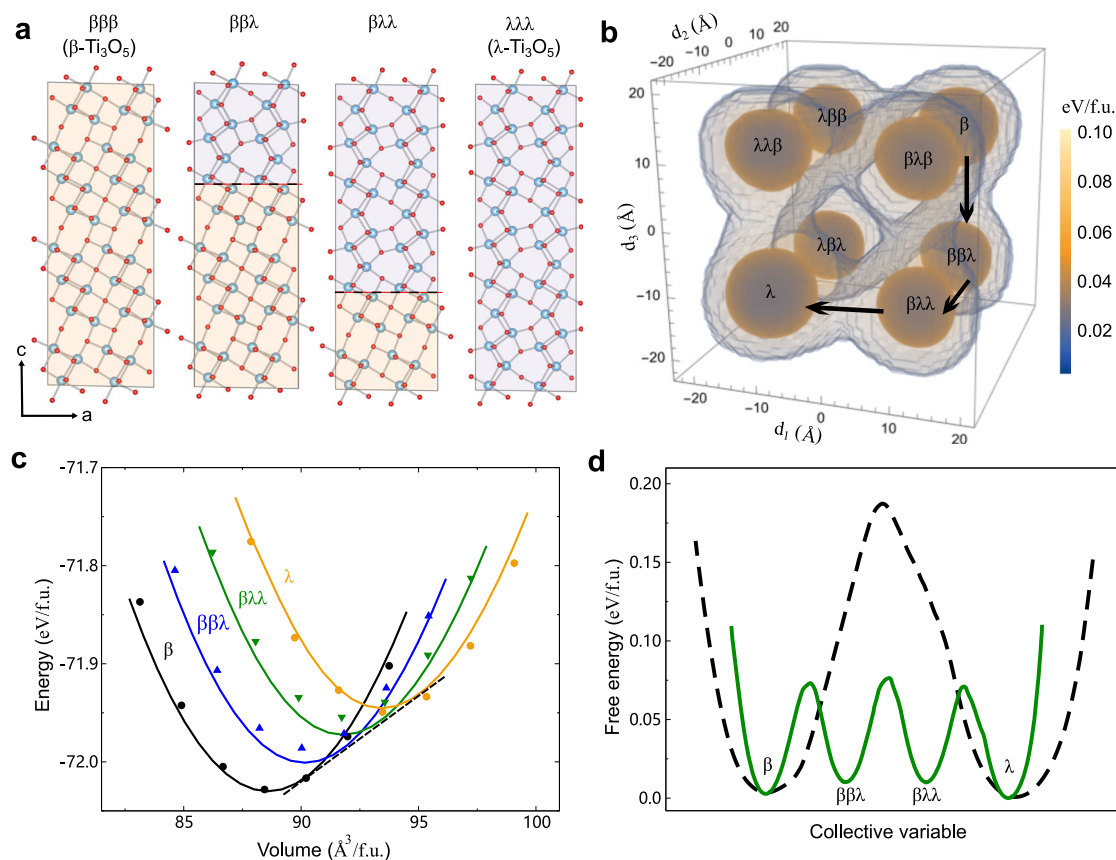 a
βββ
(β-Ti₃O₅)
ββλ
βλλ
λλλ
(λ-Ti₃O₅)
c
a
b
d₂ (Å)
-20
-10
0
10
20
d₃ (Å)
20
10
0
-10
-20
d₁ (Å)
-20
-10
0
10
20
λββ
β
λλβ
βλβ
λβλ
ββλ
λ
βλλ
eV/f.u.
0.10
0.08
0.06
0.04
0.02
c
Energy (eV/f.u.)
-71.7
-71.8
-71.9
-72.0
β
ββλ
βλλ
λ
85
90
95
100
Volume (Å³/f.u.)
d
Free energy (eV/f.u.)
0.20
0.15
0.10
0.05
0.0
β
ββλ
βλλ
λ
Collective variable